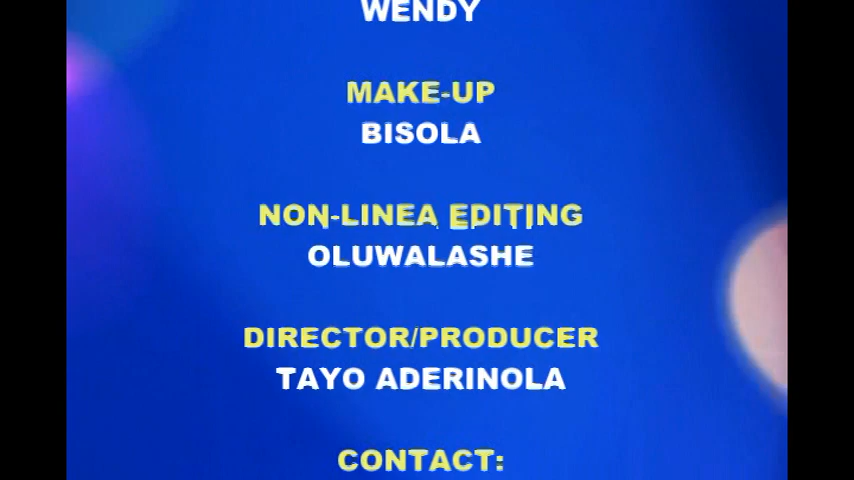 WENDY
MAKE-UP
BISOLA
NON-LINEA EDITING
OLUWALASHE
DIRECTOR/PRODUCER
TAYO ADERINOLA
CONTACT: